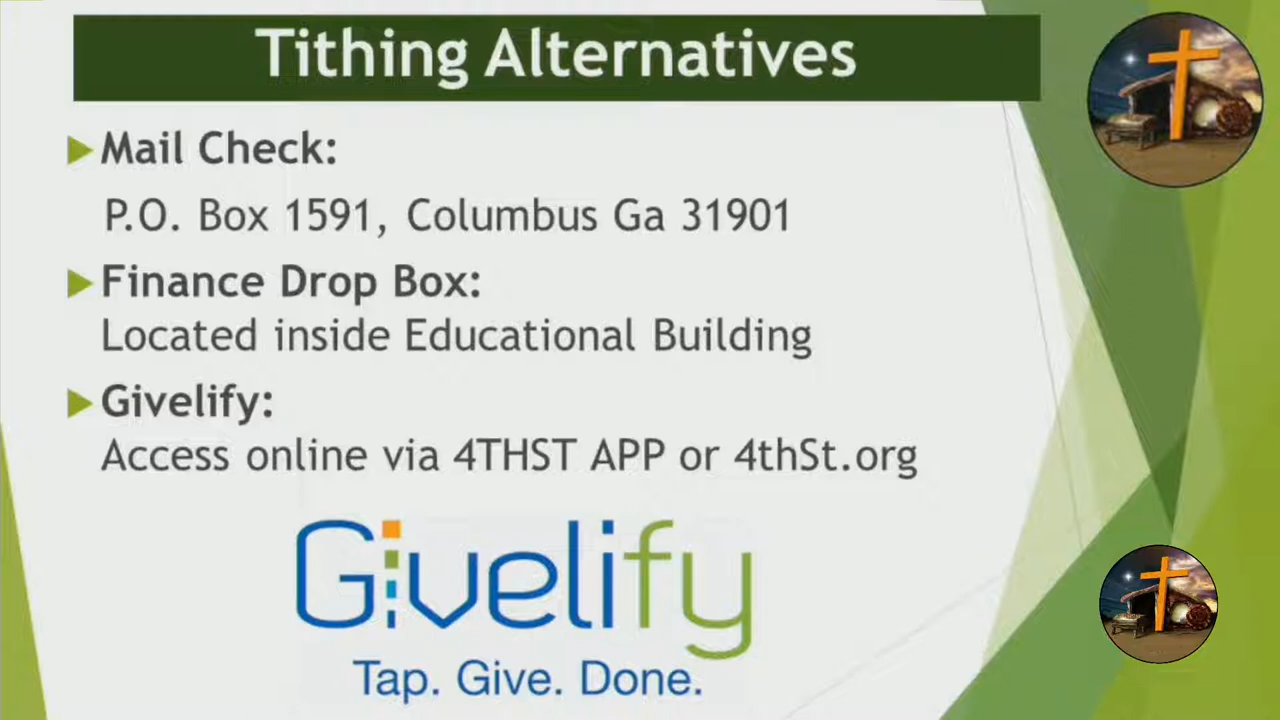 Tithing Alternatives
Mail Check:
P.O. Box 1591, Columbus Ga 31901
Finance Drop Box:
Located inside Educational Building
Givelify:
Access online via 4THST APP or 4thSt.org
Givelify
Tap. Give. Done.